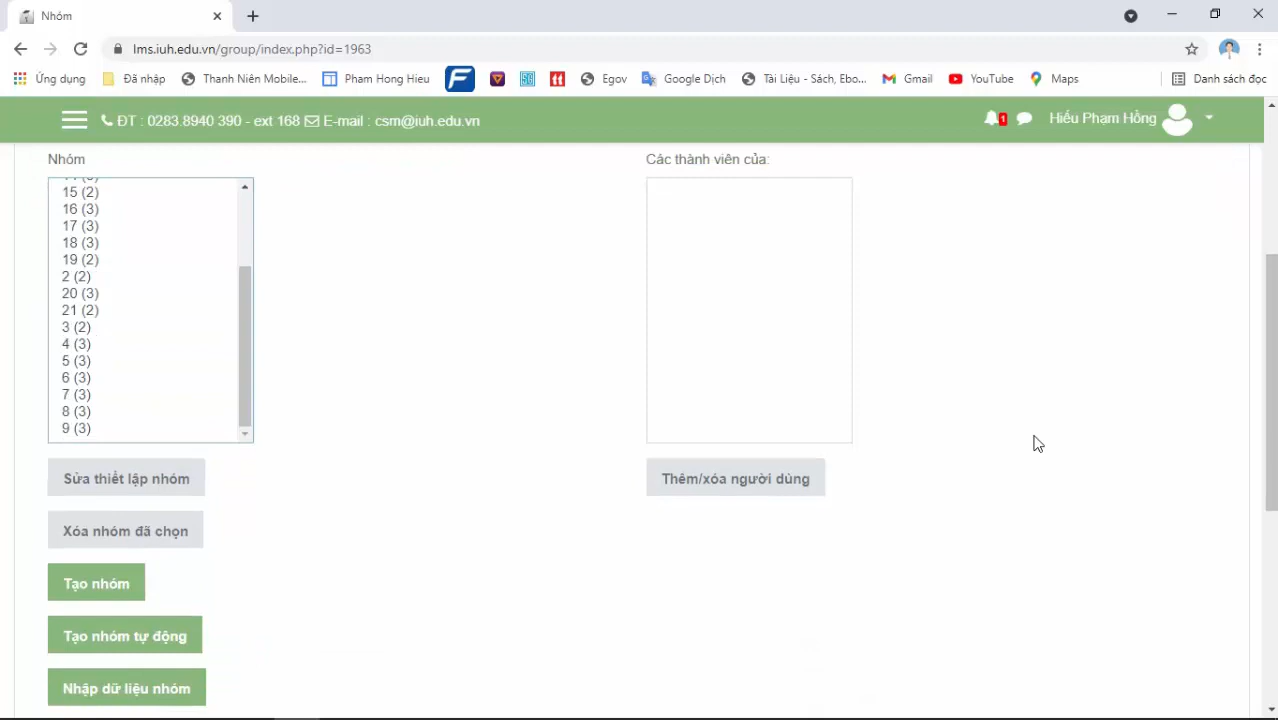 Nhóm
lms.iuh.edu.vn/group/index.php?id=1963
Ứng dụng
Đã nhập
Thanh Niên Mobile...
Pham Hong Hieu
Egov
Google Dịch
Tài Liệu - Sách, Ebo...
Gmail
YouTube
Maps
Danh sách đọc
ĐT : 0283.8940 390 - ext 168 E-mail : csm@iuh.edu.vn
1
Hiếu Phạm Hồng
Nhóm
Các thành viên của:
15 (2)
16 (3)
17 (3)
18 (3)
19 (2)
2 (2)
20 (3)
21 (2)
3 (2)
4 (3)
5 (3)
6 (3)
7 (3)
8 (3)
9 (3)
Sửa thiết lập nhóm
Thêm/xóa người dùng
Xóa nhóm đã chọn
Tạo nhóm
Tạo nhóm tự động
Nhập dữ liệu nhóm